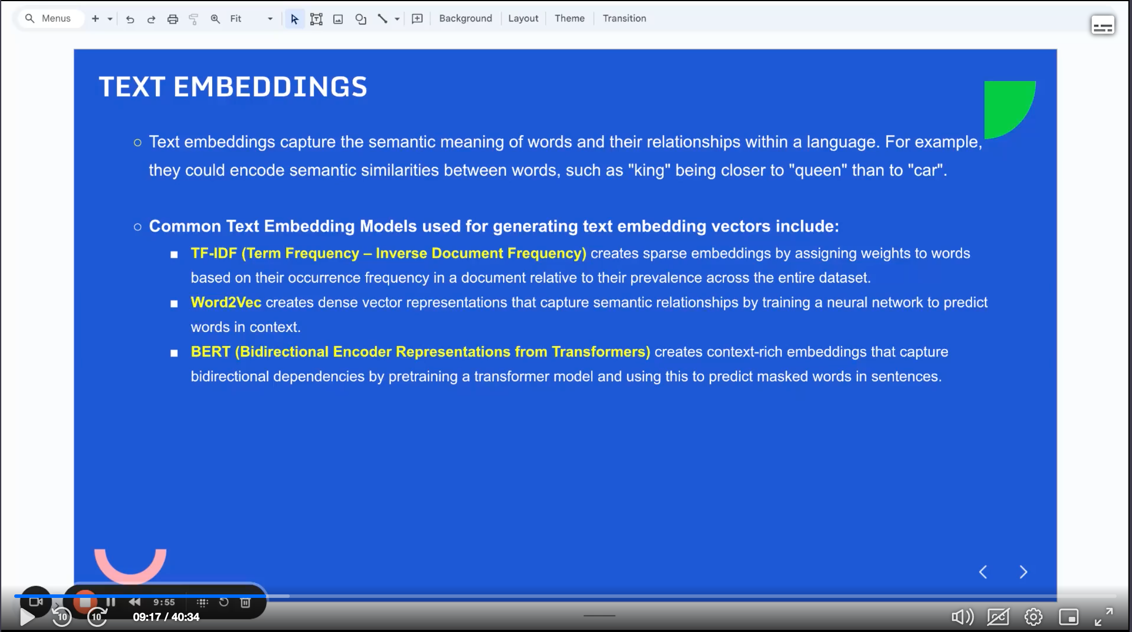 Menus
Fit
Background
Layout
Theme
Transition
TEXT EMBEDDINGS
Text embeddings capture the semantic meaning of words and their relationships within a language. For example,
they could encode semantic similarities between words, such as "king" being closer to "queen" than to "car".
Common Text Embedding Models used for generating text embedding vectors include:
TF-IDF (Term Frequency – Inverse Document Frequency) creates sparse embeddings by assigning weights to words
based on their occurrence frequency in a document relative to their prevalence across the entire dataset.
Word2Vec creates dense vector representations that capture semantic relationships by training a neural network to predict
words in context.
BERT (Bidirectional Encoder Representations from Transformers) creates context-rich embeddings that capture
bidirectional dependencies by pretraining a transformer model and using this to predict masked words in sentences.
9:55
10
10
09:17 / 40:34
CC